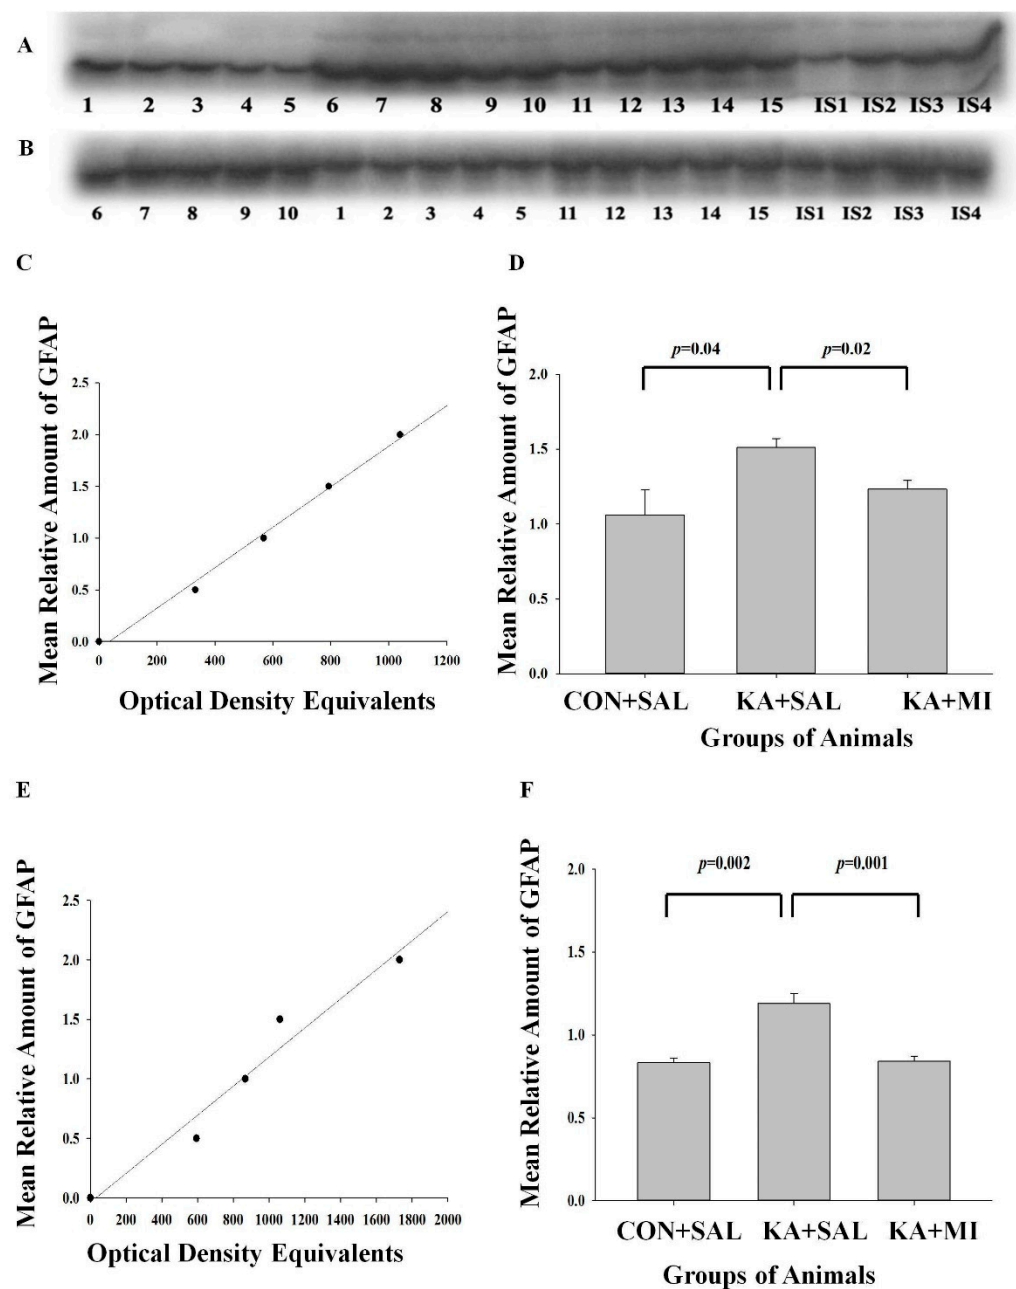 A
1 2 3 4 5 6 7 8 9 10 11 12 13 14 15 IS1 IS2 IS3 IS4
B
6 7 8 9 10 1 2 3 4 5 11 12 13 14 15 IS1 IS2 IS3 IS4
C
Mean Relative Amount of GFAP
2.5
2.0
1.5
1.0
0.5
0.0
0 200 400 600 800 1000 1200
Optical Density Equivalents
D
p=0.04 p=0.02
Mean Relative Amount of GFAP
2.0
1.5
1.0
0.5
0.0
CON+SAL KA+SAL KA+MI
Groups of Animals
E
Mean Relative Amount of GFAP
2.5
2.0
1.5
1.0
0.5
0.0
0 200 400 600 800 1000 1200 1400 1600 1800 2000
Optical Density Equivalents
F
p=0.002 p=0.001
Mean Relative Amount of GFAP
2.0
1.5
1.0
0.5
0.0
CON+SAL KA+SAL KA+MI
Groups of Animals